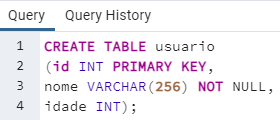 Query Query History
1 CREATE TABLE usuario
2 (id INT PRIMARY KEY,
3 nome VARCHAR(256) NOT NULL,
4 idade INT);